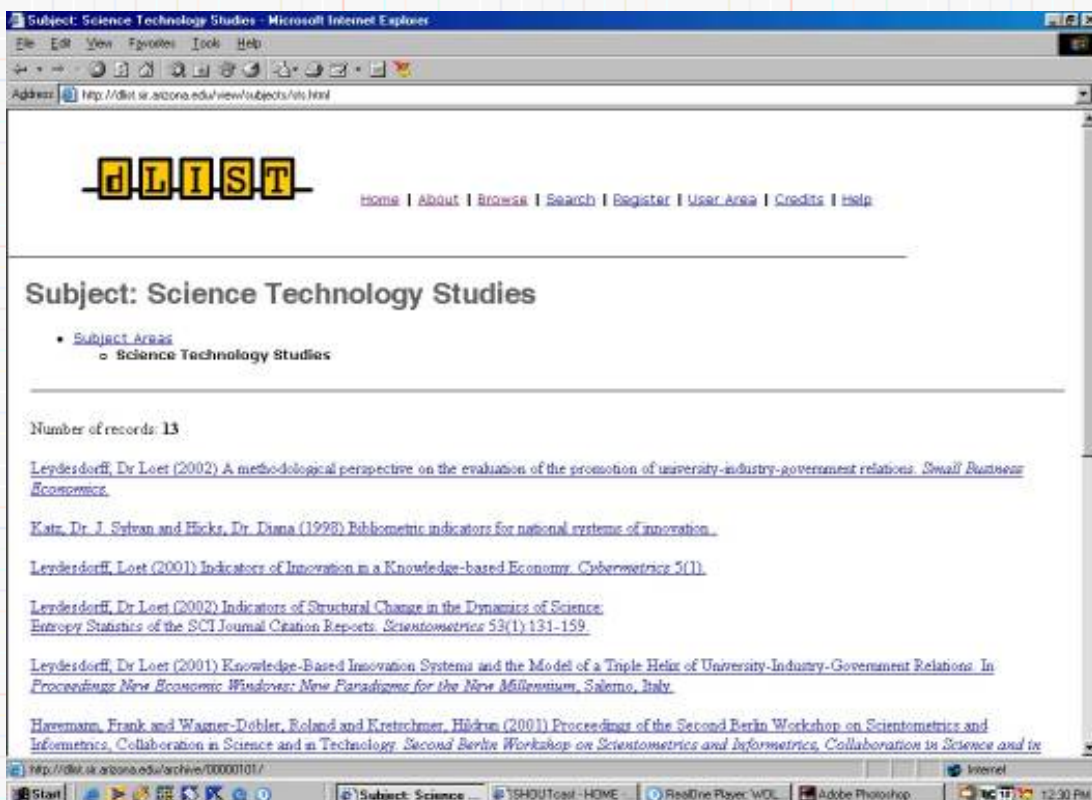 Subject: Science Technology Studies - Microsoft Internet Explorer
File Edit View Favorites Tools Help
Address http://dlist.sir.arizona.edu/view/subjects/sts.html
dLIST
Home | About | Browse | Search | Register | User Area | Credits | Help
Subject: Science Technology Studies
• Subject Areas
o Science Technology Studies
Number of records: 13
Leydesdorff, Dr Loet (2002) A methodological perspective on the evaluation of the promotion of university-industry-government relations. Small Business
Economics.
Katz, Dr. J. Sylvan and Hicks, Dr. Diana (1998) Bibliometric indicators for national systems of innovation .
Leydesdorff, Loet (2001) Indicators of Innovation in a Knowledge-based Economy. Cybermetrics 5(1).
Leydesdorff, Dr Loet (2002) Indicators of Structural Change in the Dynamics of Science:
Entropy Statistics of the SCI Journal Citation Reports. Scientometrics 53(1):131-159.
Leydesdorff, Dr Loet (2001) Knowledge-Based Innovation Systems and the Model of a Triple Helix of University-Industry-Government Relations. In
Proceedings New Economic Windows: New Paradigms for the New Millennium, Salerno, Italy.
Havemann, Frank and Wagner-Döbler, Roland and Kretschmer, Hildrun (2001) Proceedings of the Second Berlin Workshop on Scientometrics and
Informetrics, Collaboration in Science and in Technology. Second Berlin Workshop on Scientometrics and Informetrics, Collaboration in Science and in
http://dlist.sir.arizona.edu/archive/00000101/ Internet
Start Subject: Science ... SHOUTcast - HOME - RealOne Player: WOL Adobe Photoshop 12:30 PM